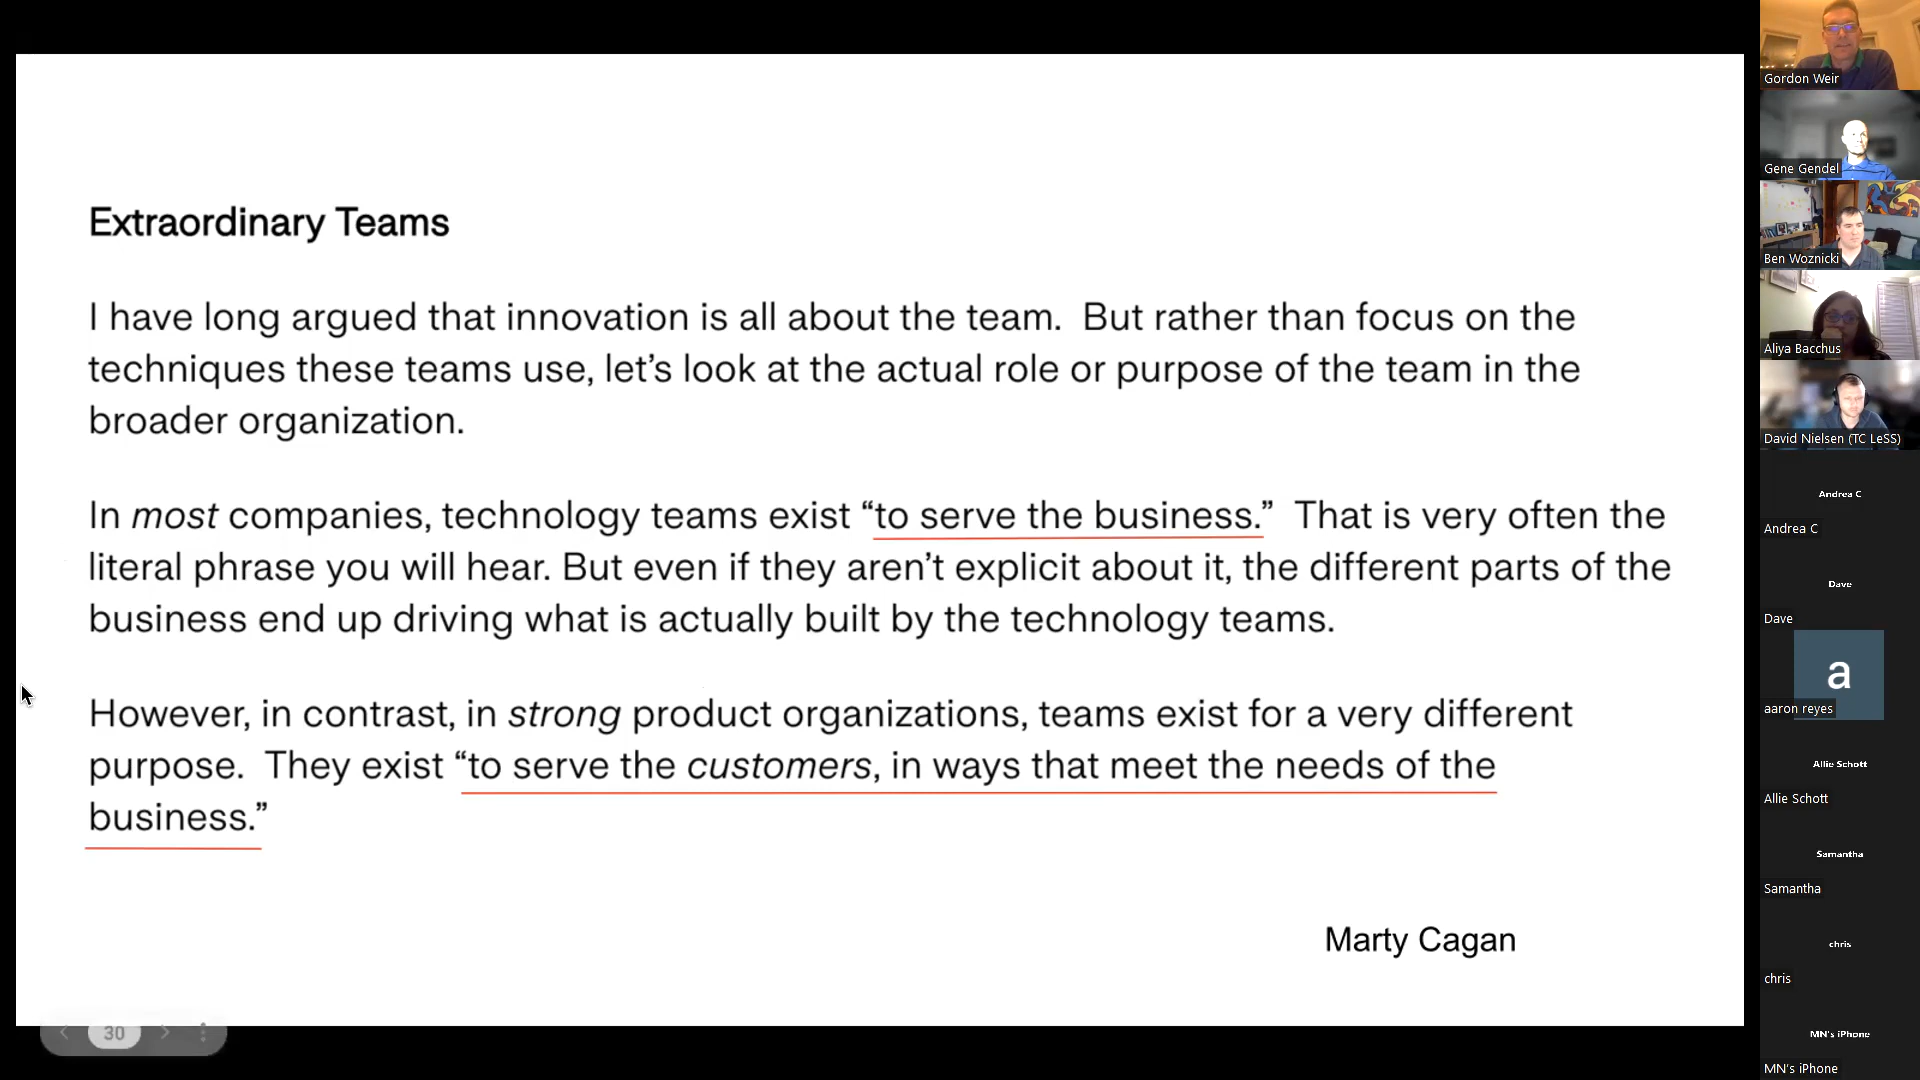 Extraordinary Teams
I have long argued that innovation is all about the team.  But rather than focus on the
techniques these teams use, let’s look at the actual role or purpose of the team in the
broader organization.
In most companies, technology teams exist “to serve the business.”  That is very often the
literal phrase you will hear. But even if they aren’t explicit about it, the different parts of the
business end up driving what is actually built by the technology teams.
However, in contrast, in strong product organizations, teams exist for a very different
purpose.  They exist “to serve the customers, in ways that meet the needs of the
business.”
Marty Cagan
30
Gordon Weir
Gene Gendel
Ben Woznicki
Aliya Bacchus
David Nielsen (TC LeSS)
Andrea C
Andrea C
Dave
Dave
a
aaron reyes
Allie Schott
Allie Schott
Samantha
Samantha
chris
chris
MN's iPhone
MN's iPhone